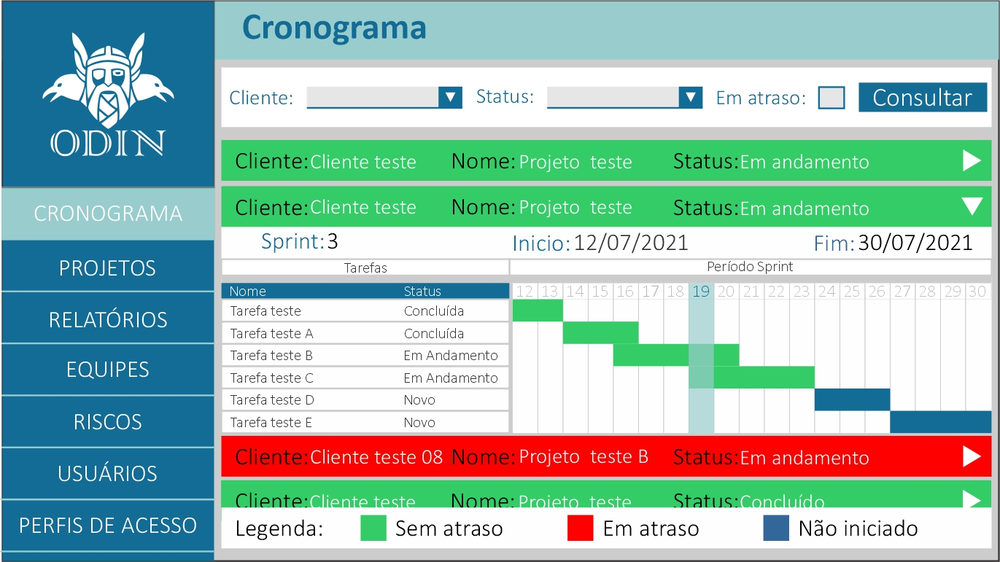 Cronograma
ODIN
Cliente: Status: Em atraso: Consultar
CRONOGRAMA
PROJETOS
RELATÓRIOS
EQUIPES
RISCOS
USUÁRIOS
PERFIS DE ACESSO
Cliente: Cliente teste Nome: Projeto teste Status: Em andamento
Cliente: Cliente teste Nome: Projeto teste Status: Em andamento
Sprint: 3 Inicio: 12/07/2021 Fim: 30/07/2021
Tarefas Período Sprint
Nome Status 12 13 14 15 16 17 18 19 20 21 22 23 24 25 26 27 28 29 30
Tarefa teste Concluída
Tarefa teste A Concluída
Tarefa teste B Em Andamento
Tarefa teste C Em Andamento
Tarefa teste D Novo
Tarefa teste E Novo
Cliente: Cliente teste 08 Nome: Projeto teste B Status: Em andamento
Cliente: Cliente teste Nome: Projeto teste Status: Concluído
Legenda: Sem atraso Em atraso Não iniciado